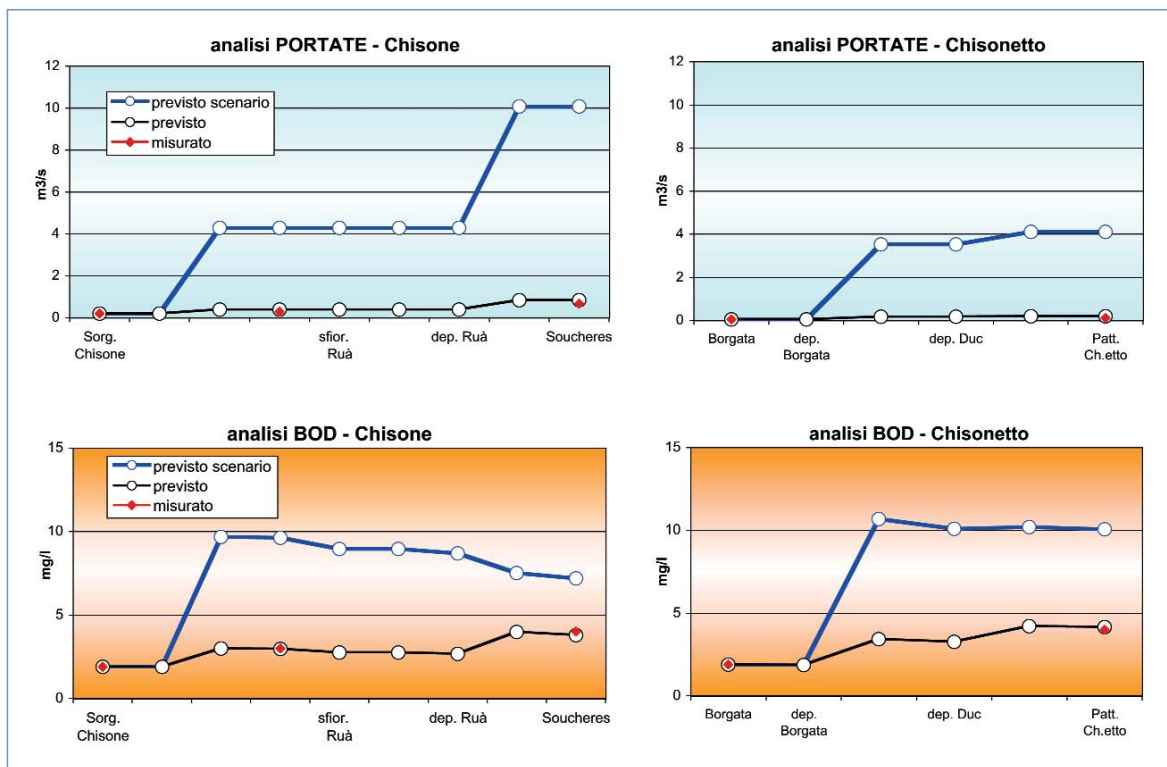 analisi PORTATE - Chisone
12
10
8
6
4
2
0
m3/s
previsto scenario
previsto
misurato
Sorg.
Chisone
sfior.
Ruà
dep. Ruà
Soucheres
analisi PORTATE - Chisonetto
12
10
8
6
4
2
0
m3/s
Borgata
dep.
Borgata
dep. Duc
Patt.
Ch.etto
analisi BOD - Chisone
15
10
5
0
mg/l
previsto scenario
previsto
misurato
Sorg.
Chisone
sfior.
Ruà
dep. Ruà
Soucheres
analisi BOD - Chisonetto
15
10
5
0
mg/l
Borgata
dep.
Borgata
dep. Duc
Patt.
Ch.etto